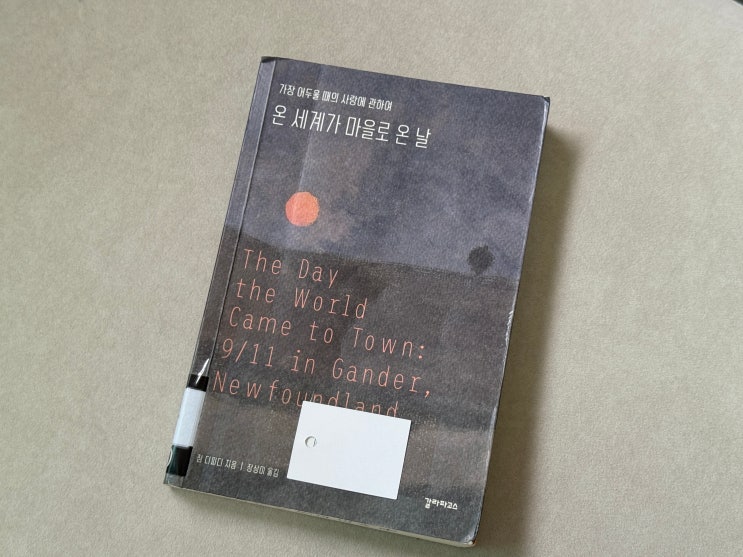 가장 어두울 때의 사랑에 관하여
온 세계가 마을로 온 날
The Day
the World
Came to Town:
9/11 in Gander,
Newfoundland
짐 디피디 지음 | 장상미 옮김
갈라파고스